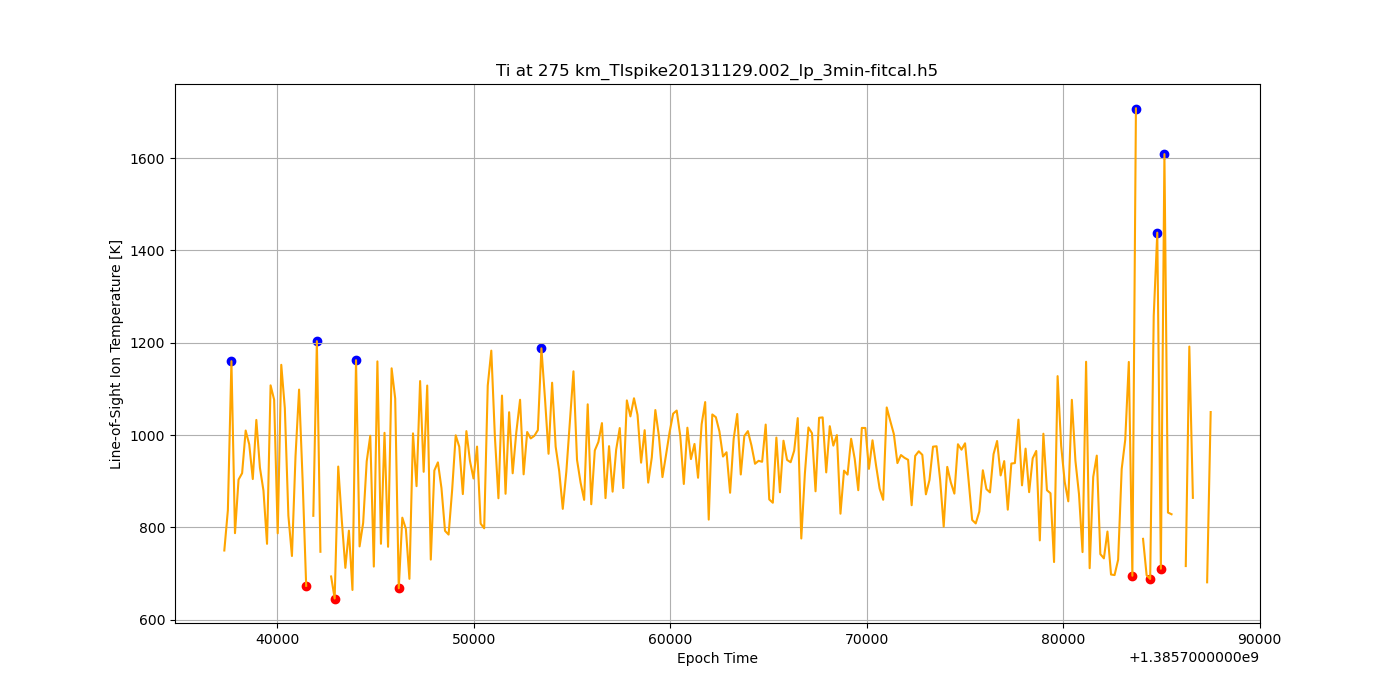 Ti at 275 km_TIspike20131129.002_lp_3min-fitcal.h5
Line-of-Sight Ion Temperature [K]
1600
1400
1200
1000
800
600
40000 50000 60000 70000 80000 90000
Epoch Time
+1.3857000000e9